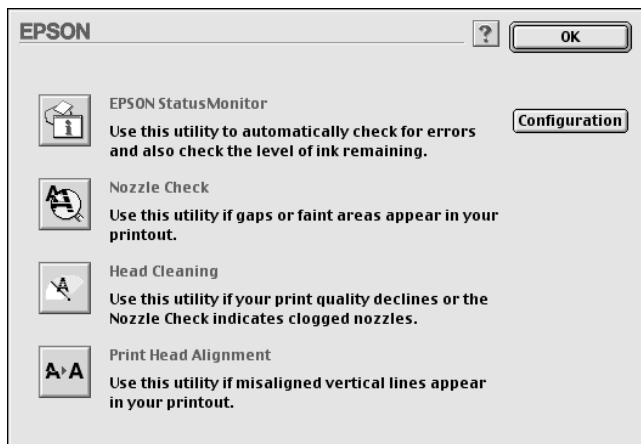 EPSON
?
OK
EPSON StatusMonitor
Use this utility to automatically check for errors
and also check the level of ink remaining.
Configuration
Nozzle Check
Use this utility if gaps or faint areas appear in your
printout.
Head Cleaning
Use this utility if your print quality declines or the
Nozzle Check indicates clogged nozzles.
Print Head Alignment
Use this utility if misaligned vertical lines appear
in your printout.